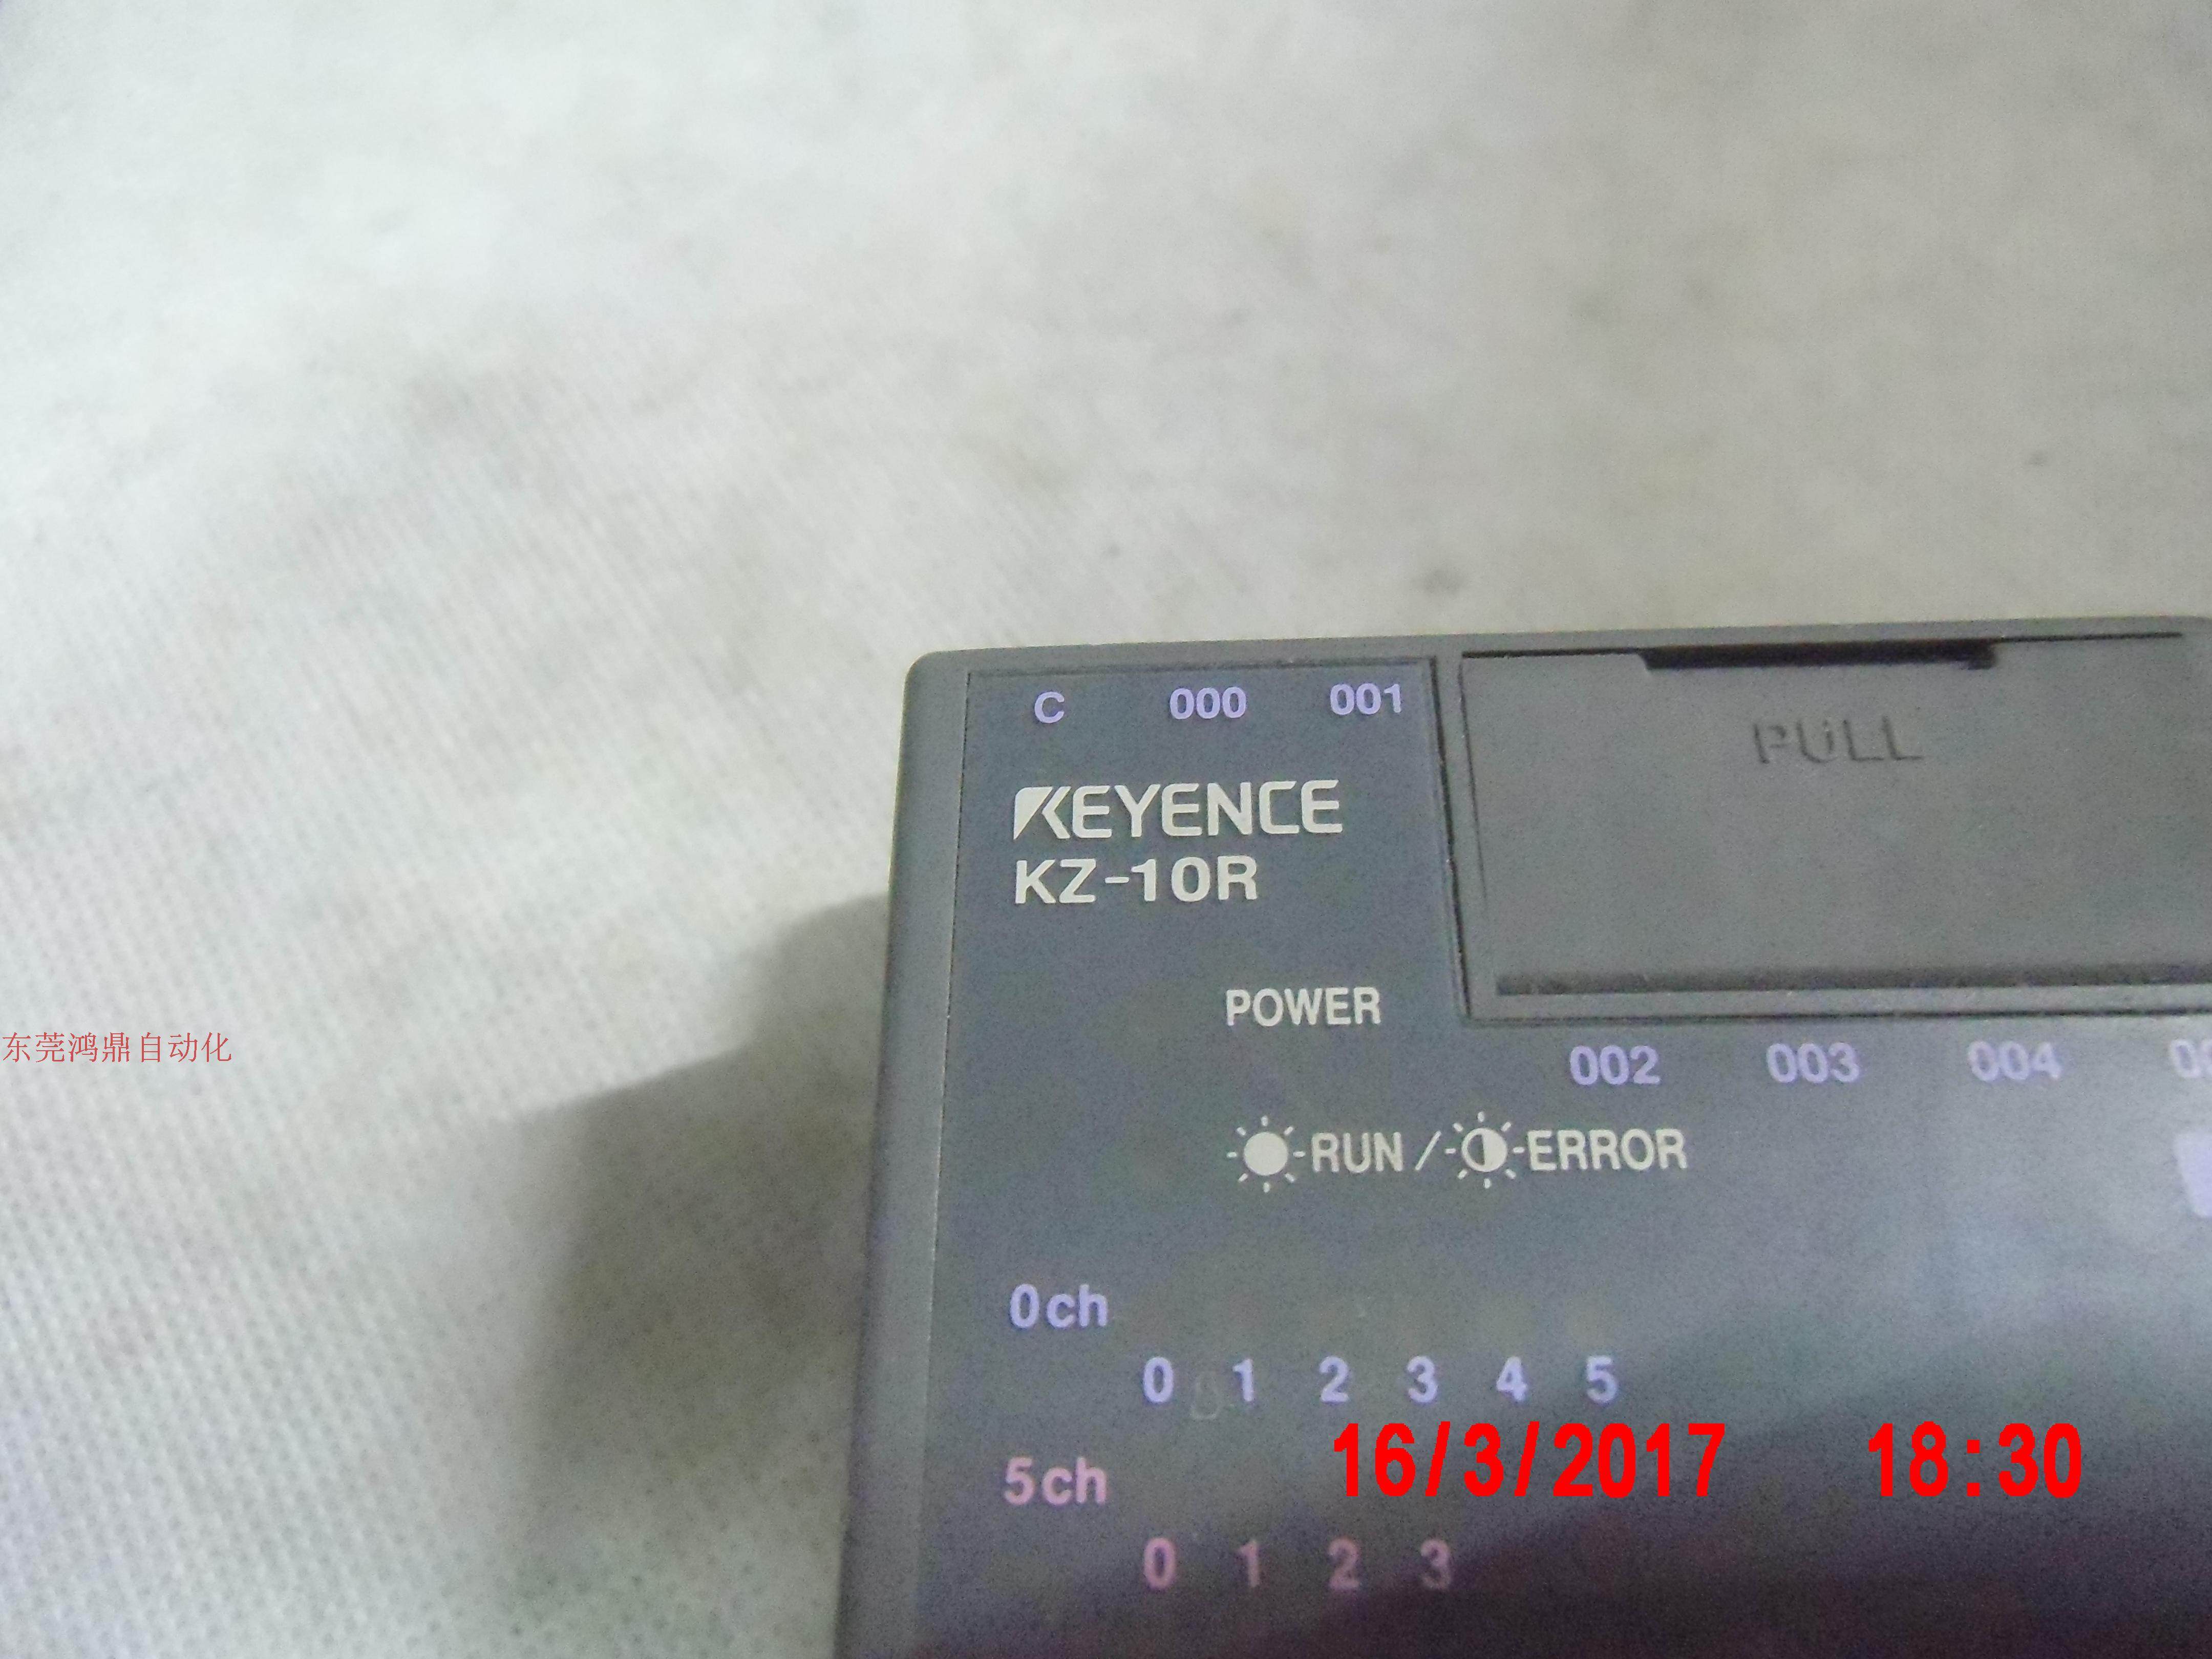 C 000 001
PULL
KEYENCE
KZ-10R
POWER
002 003 004
RUN / ERROR
东莞鸿鼎自动化
0ch
0 1 2 3 4 5
5ch
0 1 2 3
16/3/2017 18:30